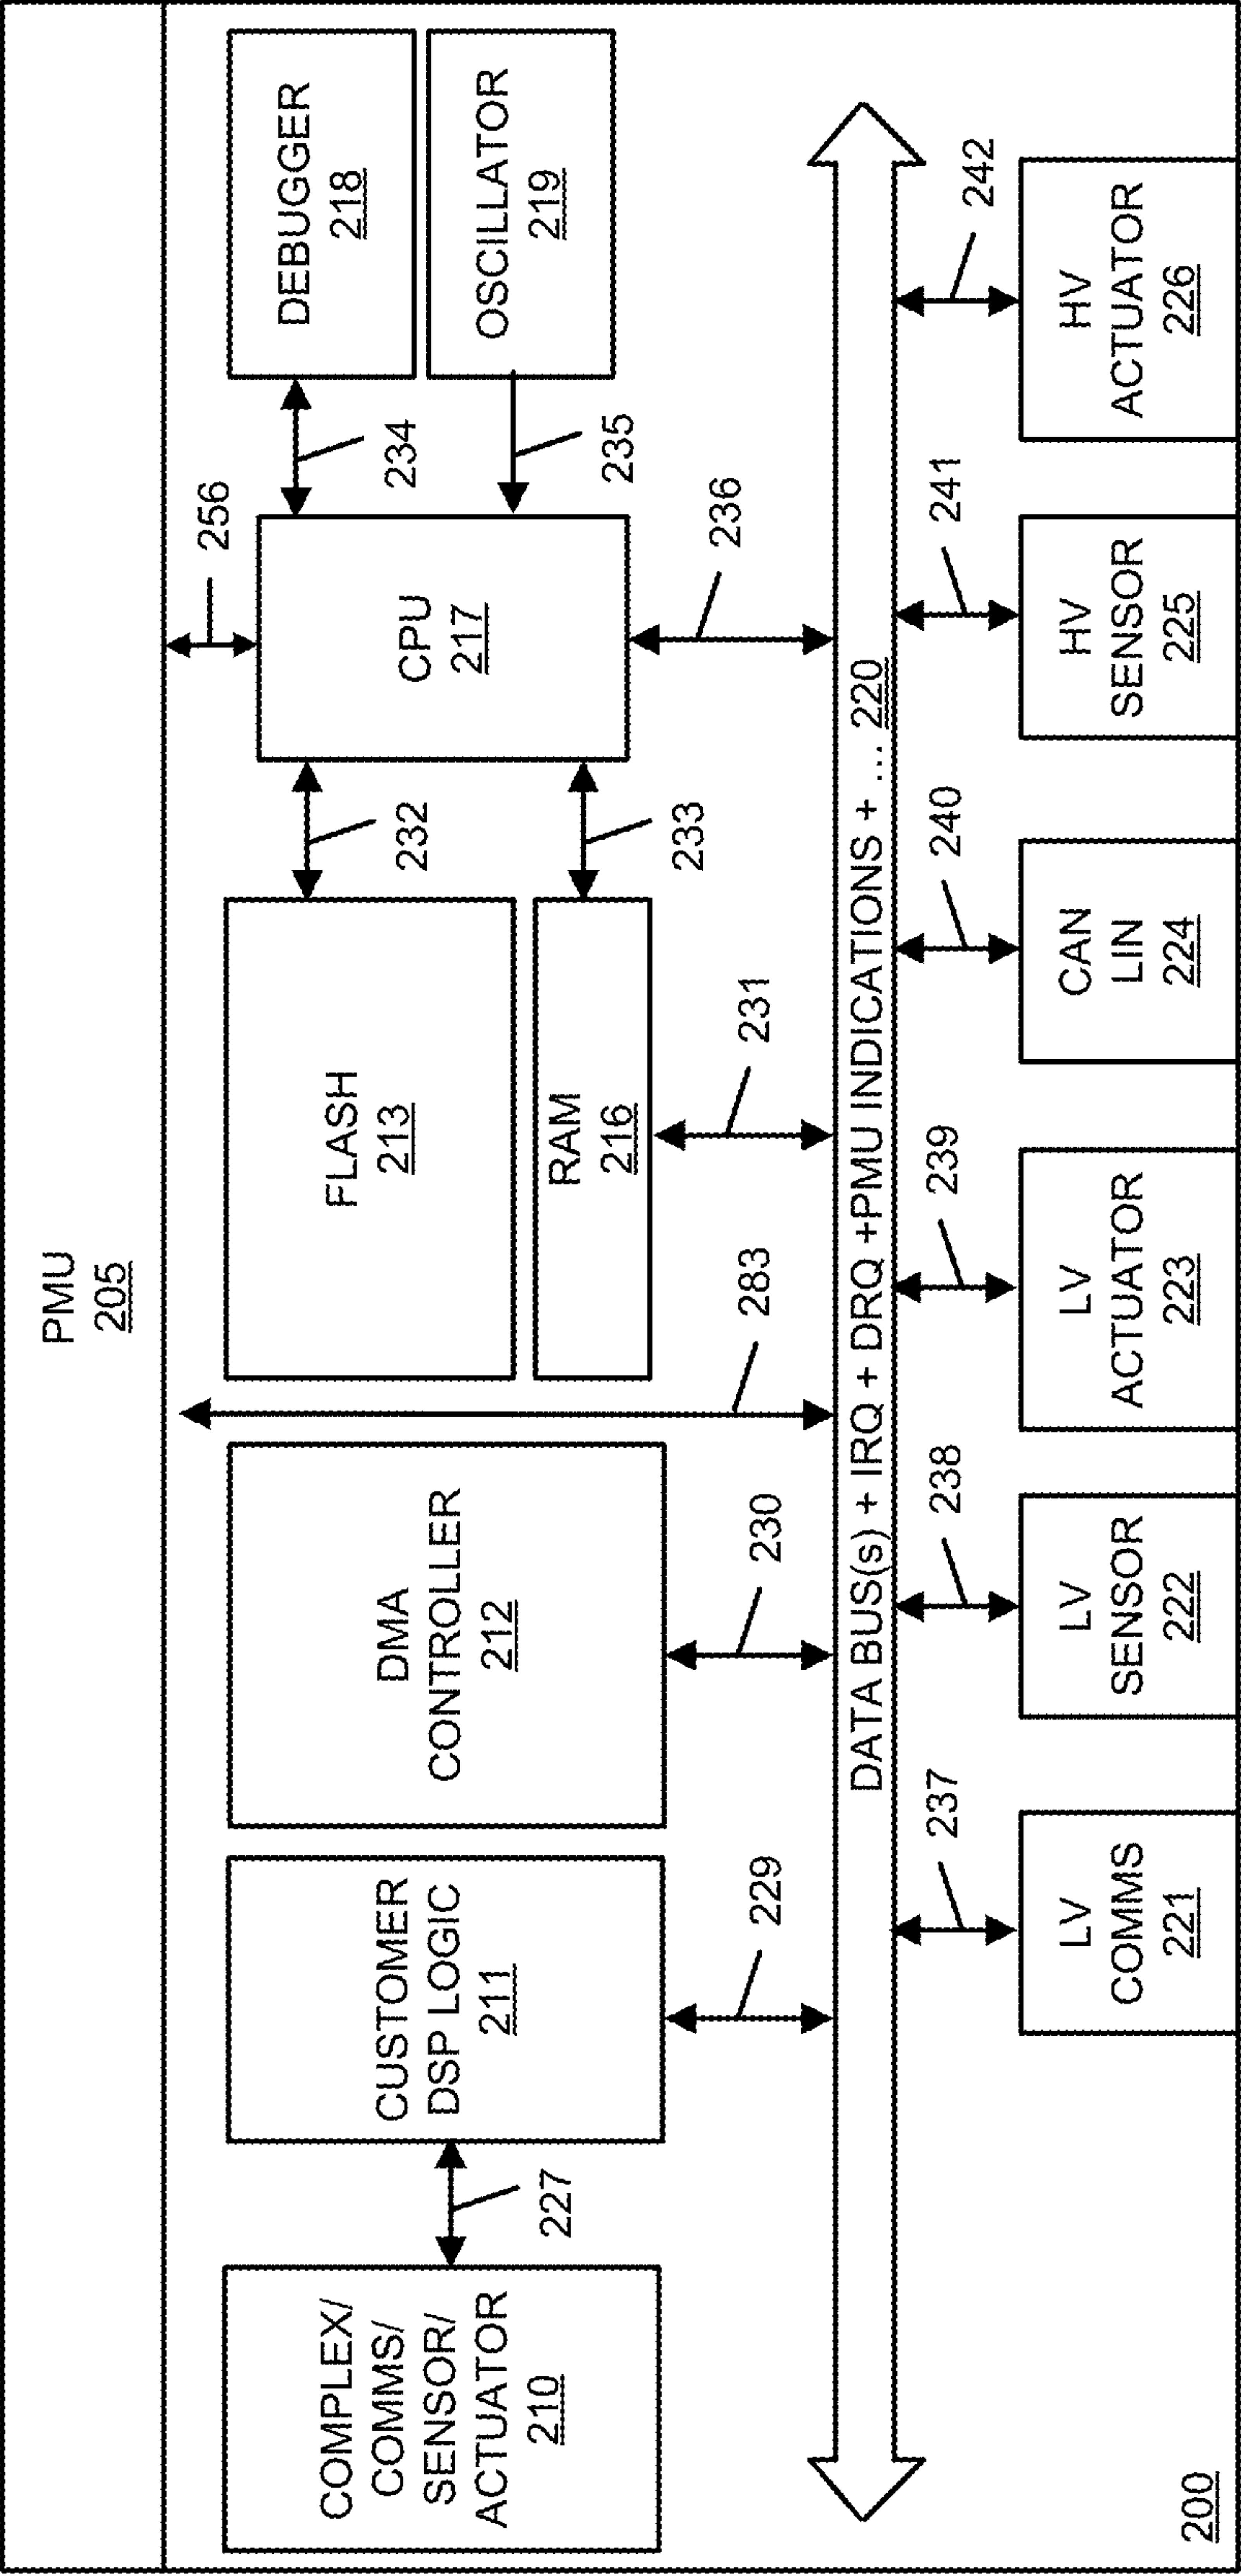 PMU
205
256
COMPLEX/
COMMS/
SENSOR/
ACTUATOR
210
227
CUSTOMER
DSP LOGIC
211
229
DMA
CONTROLLER
212
230
283
FLASH
213
RAM
216
231
232
233
CPU
217
236
234
235
DEBUGGER
218
OSCILLATOR
219
DATA BUS(s) + IRQ + DRQ +PMU INDICATIONS + ... 220
237
238
239
240
241
242
LV
COMMS
221
LV
SENSOR
222
LV
ACTUATOR
223
CAN
LIN
224
HV
SENSOR
225
HV
ACTUATOR
226
200